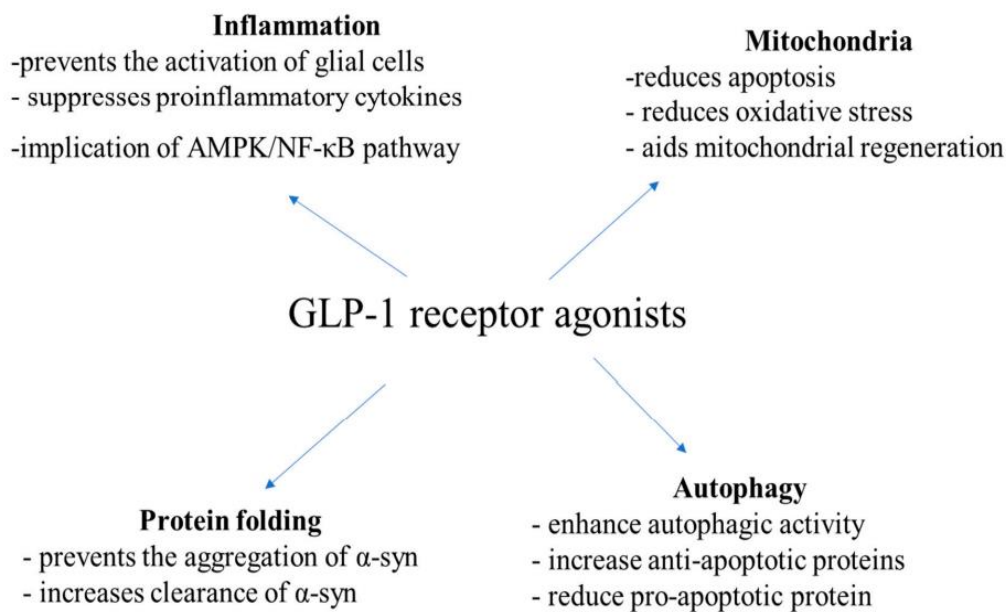 Inflammation
-prevents the activation of glial cells
- suppresses proinflammatory cytokines
-implication of AMPK/NF-κB pathway
Mitochondria
-reduces apoptosis
- reduces oxidative stress
- aids mitochondrial regeneration
GLP-1 receptor agonists
Protein folding
- prevents the aggregation of α-syn
- increases clearance of α-syn
Autophagy
- enhance autophagic activity
- increase anti-apoptotic proteins
- reduce pro-apoptotic protein